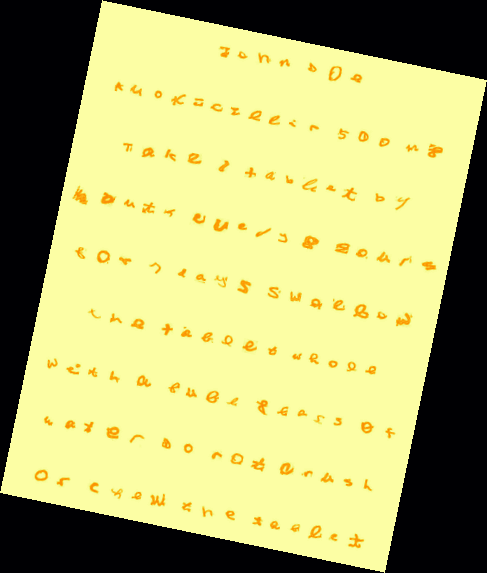 John Doe
Amoxicillin 500 mg
Take 1 tablet by
mouth every 8 hours
for 7 days Swallow
the tablet whole
with a full glass of
water Do not crush
or chew the tablet